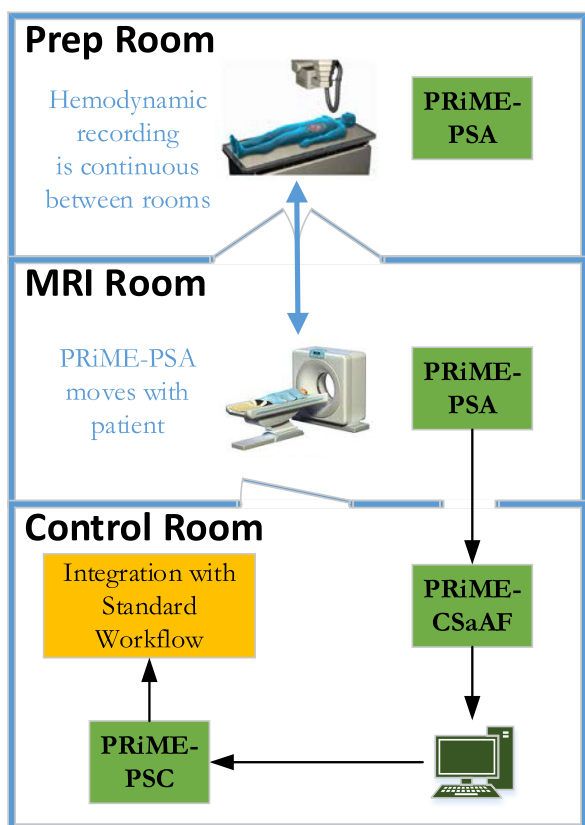 Prep Room
Hemodynamic
recording
is continuous
between rooms
PRiME-
PSA
MRI Room
PRiME-PSA
moves with
patient
PRiME-
PSA
Control Room
Integration with
Standard
Workflow
PRiME-
CSaAF
PRiME-
PSC